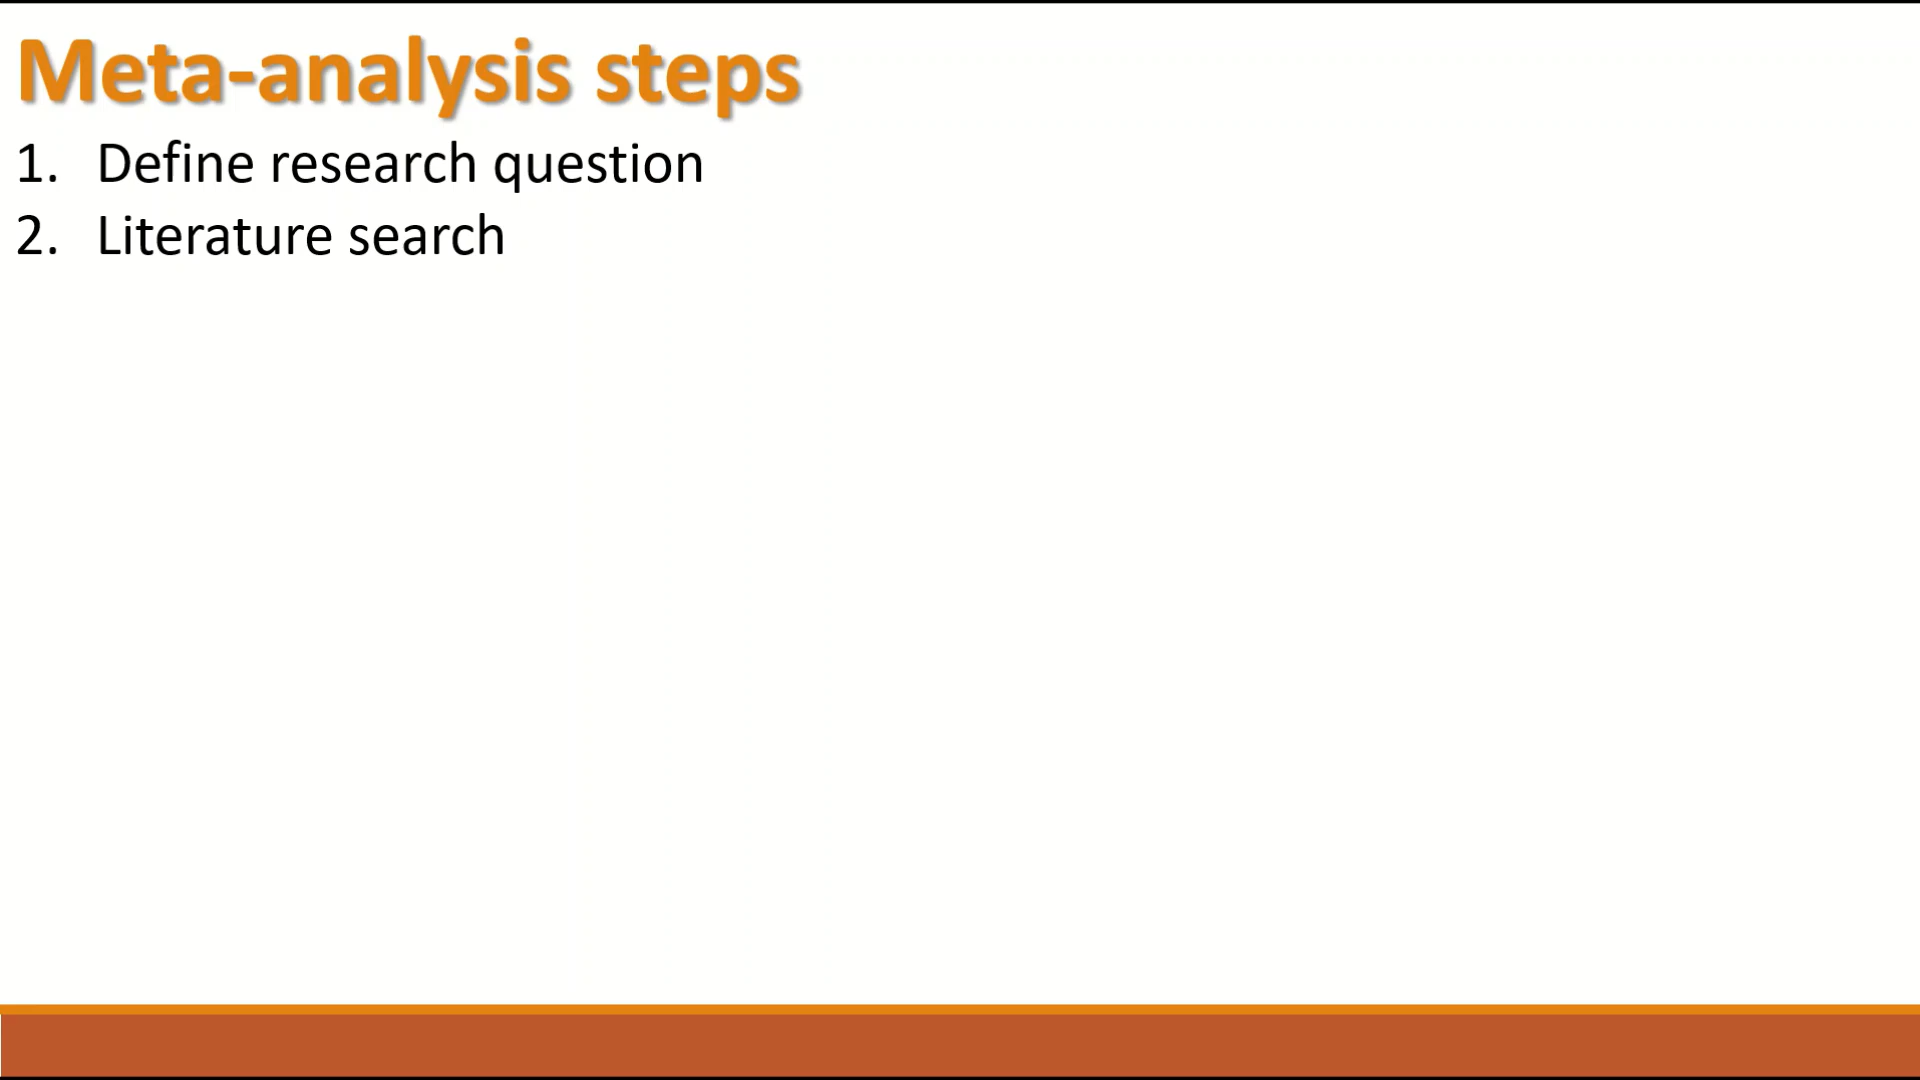 Meta-analysis steps
1. Define research question
2. Literature search